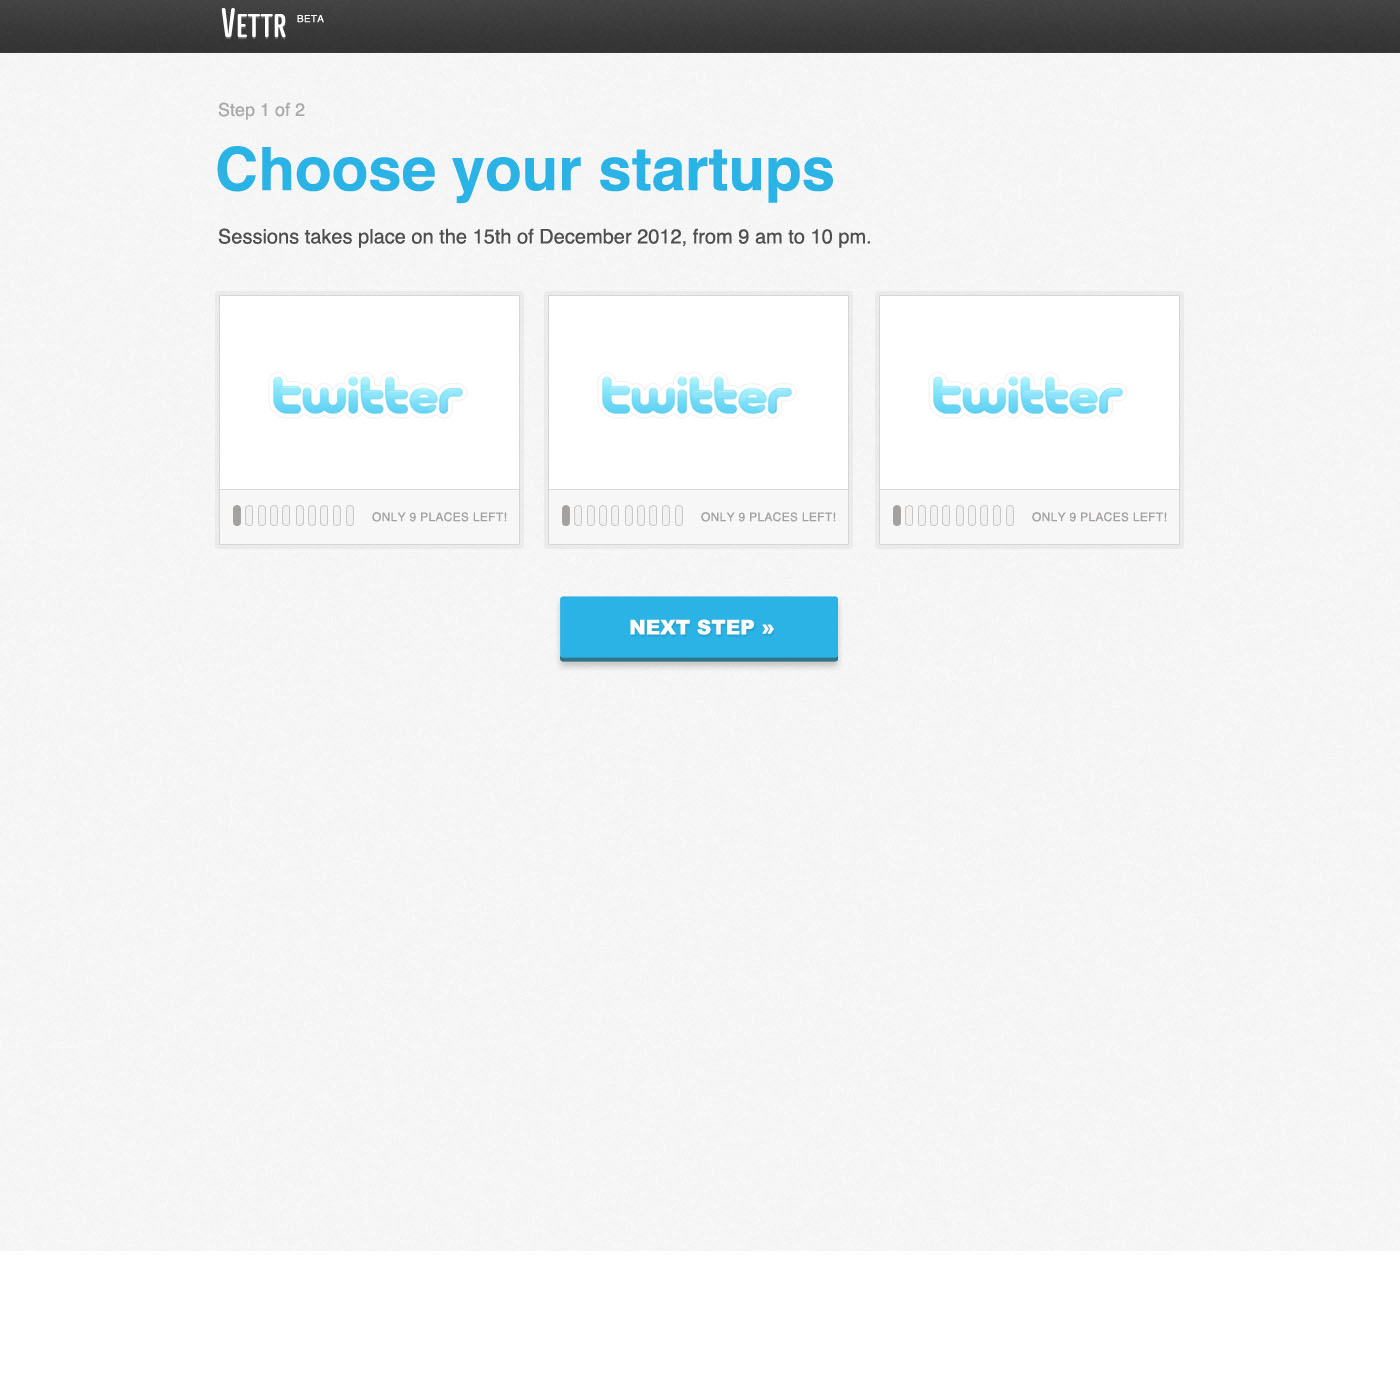 VETTR BETA
Step 1 of 2
Choose your startups
Sessions takes place on the 15th of December 2012, from 9 am to 10 pm.
twitter twitter twitter
ONLY 9 PLACES LEFT! ONLY 9 PLACES LEFT! ONLY 9 PLACES LEFT!
NEXT STEP »